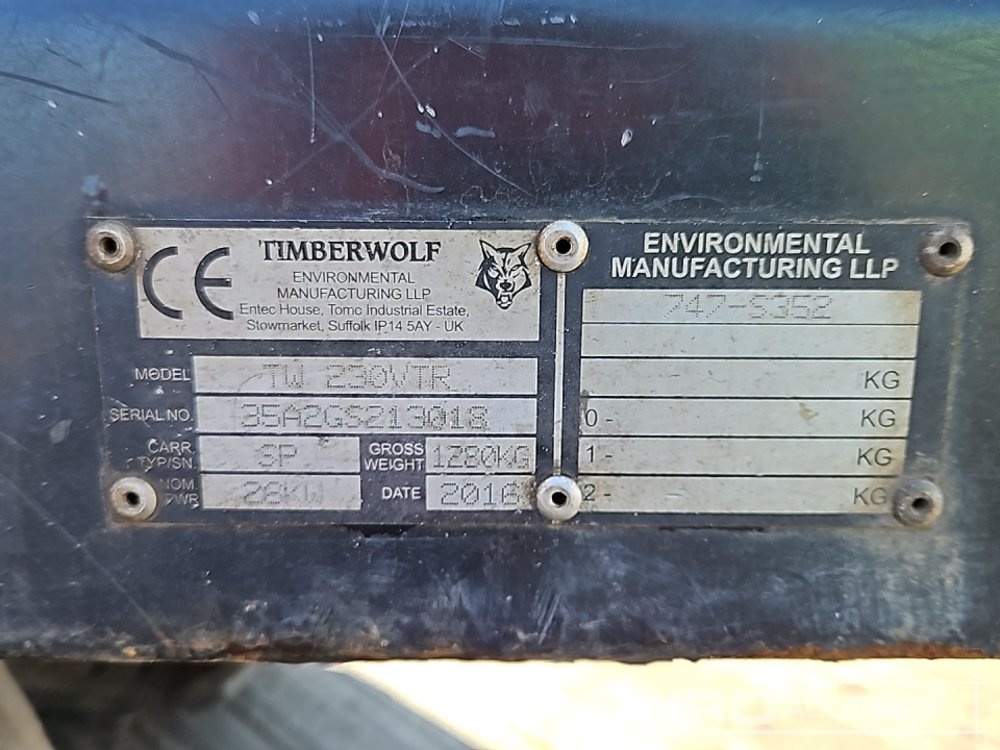 CE
TIMBERWOLF
ENVIRONMENTAL
MANUFACTURING LLP
Entec House, Tomo Industrial Estate,
Stowmarket, Suffolk IP14 5AY - UK
MODEL TW 230VTR
SERIAL NO. 35A2GS213018
CARR. TYP/SN. 3P
GROSS WEIGHT 1280KG
NOM. PWR 26KW
DATE 2016
ENVIRONMENTAL
MANUFACTURING LLP
747-S352
KG
0- KG
1- KG
2- KG